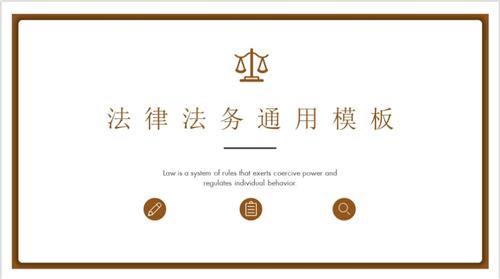 法律法务通用模板
Law is a system of rules that exerts coercive power and
regulates individual behavior.